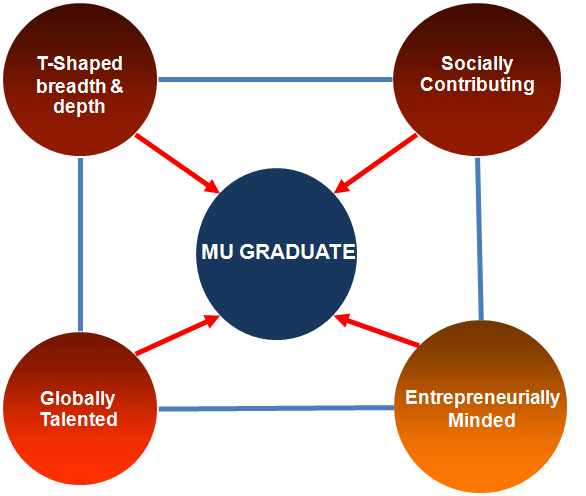 T-Shaped
breadth &
depth
Socially
Contributing
MU GRADUATE
Globally
Talented
Entrepreneurially
Minded